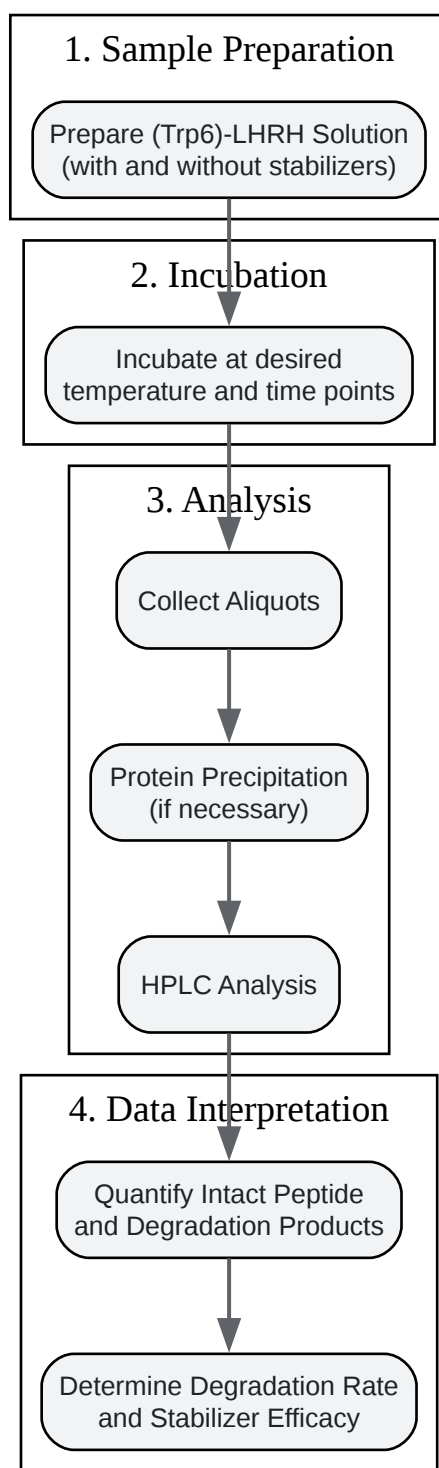 1. Sample Preparation
Prepare (Trp6)-LHRH Solution
(with and without stabilizers)
2. Incubation
Incubate at desired
temperature and time points
3. Analysis
Collect Aliquots
Protein Precipitation
(if necessary)
HPLC Analysis
4. Data Interpretation
Quantify Intact Peptide
and Degradation Products
Determine Degradation Rate
and Stabilizer Efficacy